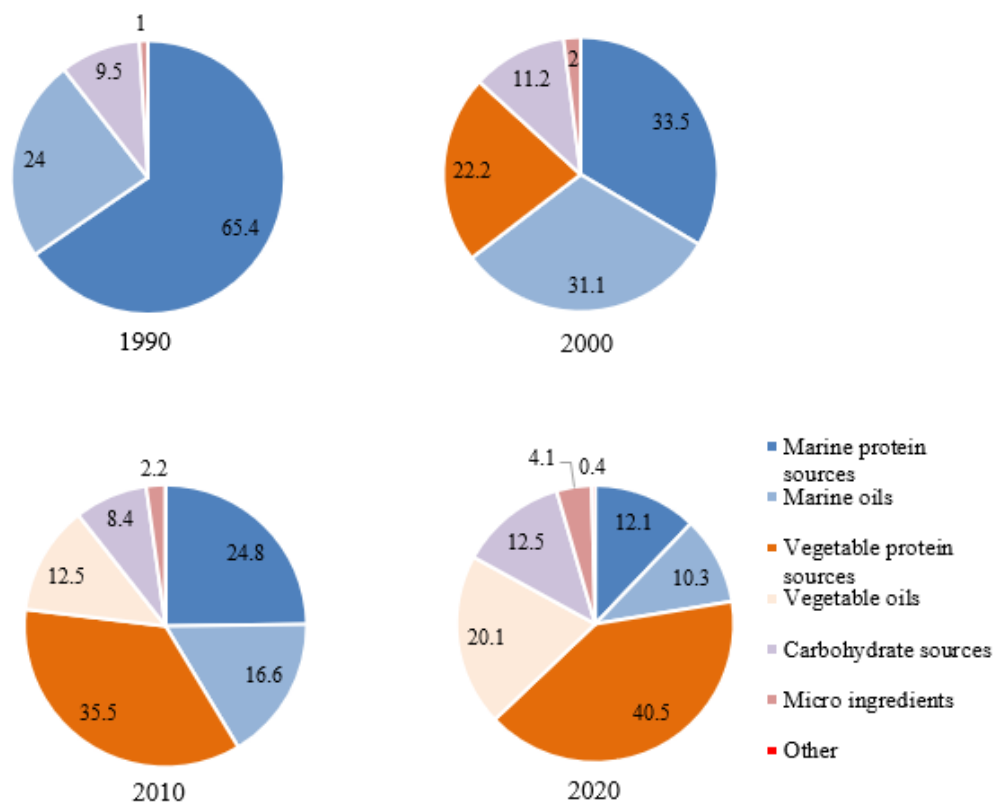 1
9.5
24
65.4
1990
2
11.2
33.5
22.2
31.1
2000
2.2
8.4
24.8
12.5
16.6
35.5
2010
4.1
0.4
12.1
12.5
10.3
20.1
40.5
2020
Marine protein
sources
Marine oils
Vegetable protein
sources
Vegetable oils
Carbohydrate sources
Micro ingredients
Other